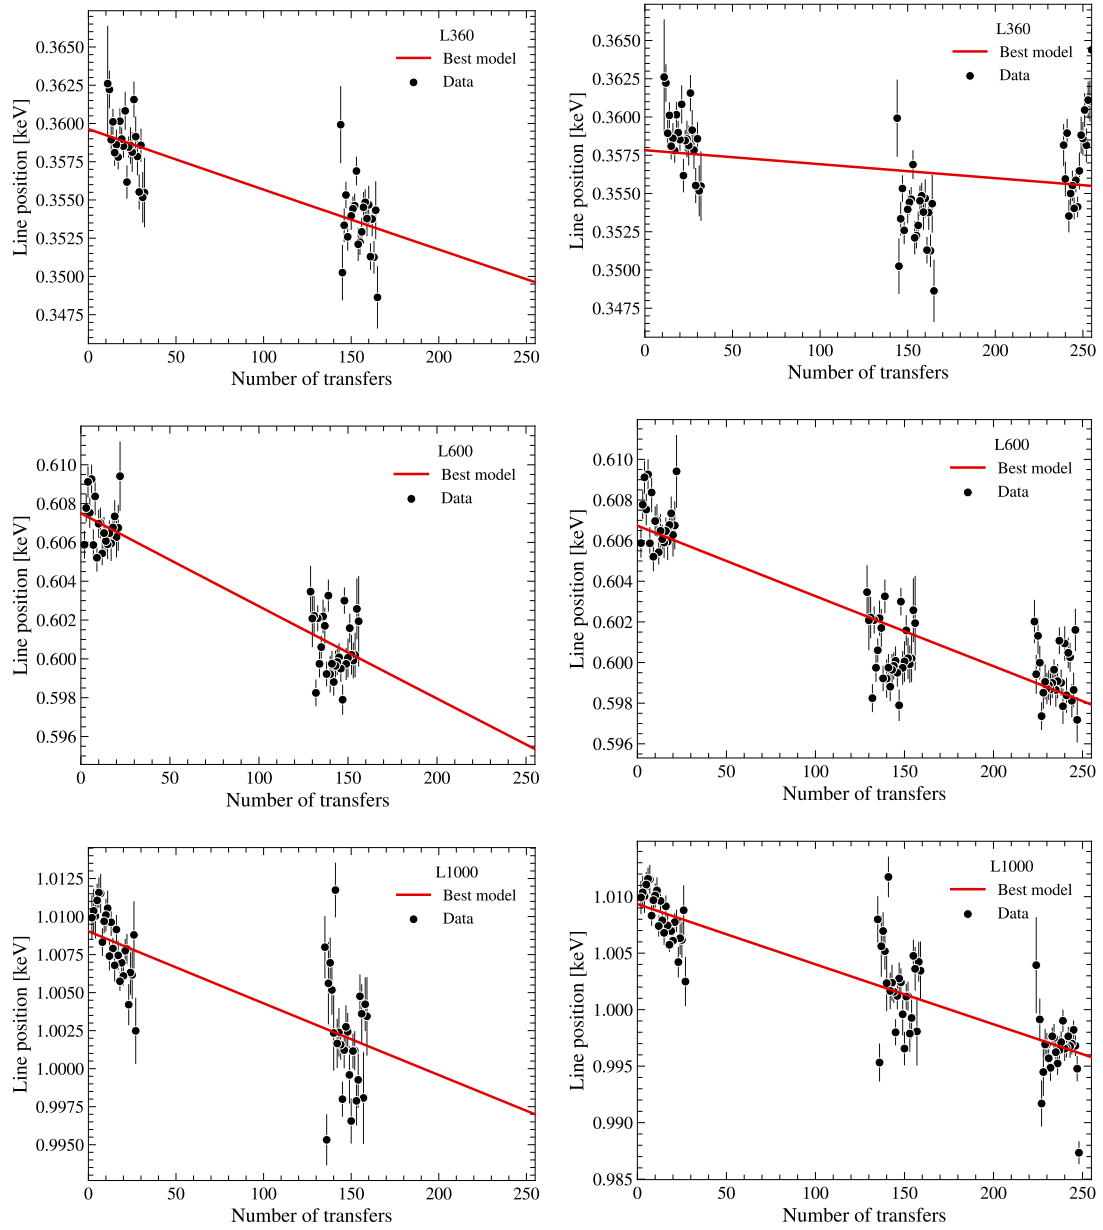 L360
Best model
Data
0.3650
0.3625
0.3600
0.3575
0.3550
0.3525
0.3500
0.3475
Line position [keV]
0 50 100 150 200 250
Number of transfers
L360
Best model
Data
0.3650
0.3625
0.3600
0.3575
0.3550
0.3525
0.3500
0.3475
Line position [keV]
0 50 100 150 200 250
Number of transfers
L600
Best model
Data
0.610
0.608
0.606
0.604
0.602
0.600
0.598
0.596
Line position [keV]
0 50 100 150 200 250
Number of transfers
L600
Best model
Data
0.610
0.608
0.606
0.604
0.602
0.600
0.598
0.596
Line position [keV]
0 50 100 150 200 250
Number of transfers
L1000
Best model
Data
1.0125
1.0100
1.0075
1.0050
1.0025
1.0000
0.9975
0.9950
Line position [keV]
0 50 100 150 200 250
Number of transfers
L1000
Best model
Data
1.010
1.005
1.000
0.995
0.990
0.985
Line position [keV]
0 50 100 150 200 250
Number of transfers